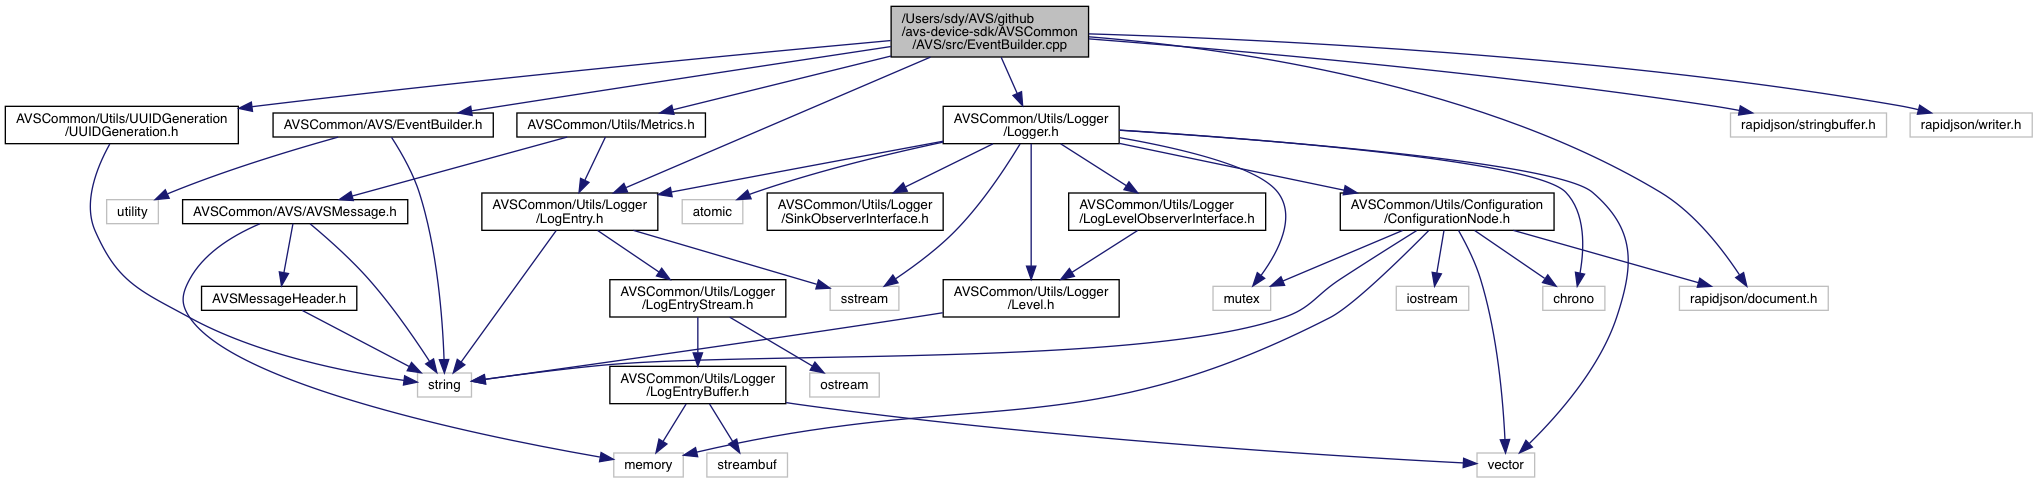 /Users/sdy/AVS/github
/avs-device-sdk/AVSCommon
/AVS/src/EventBuilder.cpp
AVSCommon/Utils/UUIDGeneration
/UUIDGeneration.h
AVSCommon/AVS/EventBuilder.h
AVSCommon/Utils/Metrics.h
AVSCommon/Utils/Logger
/Logger.h
rapidjson/stringbuffer.h
rapidjson/writer.h
utility
AVSCommon/AVS/AVSMessage.h
AVSCommon/Utils/Logger
/LogEntry.h
atomic
AVSCommon/Utils/Logger
/SinkObserverInterface.h
AVSCommon/Utils/Logger
/LogLevelObserverInterface.h
AVSCommon/Utils/Configuration
/ConfigurationNode.h
AVSMessageHeader.h
AVSCommon/Utils/Logger
/LogEntryStream.h
sstream
AVSCommon/Utils/Logger
/Level.h
mutex
iostream
chrono
rapidjson/document.h
string
AVSCommon/Utils/Logger
/LogEntryBuffer.h
ostream
memory
streambuf
vector